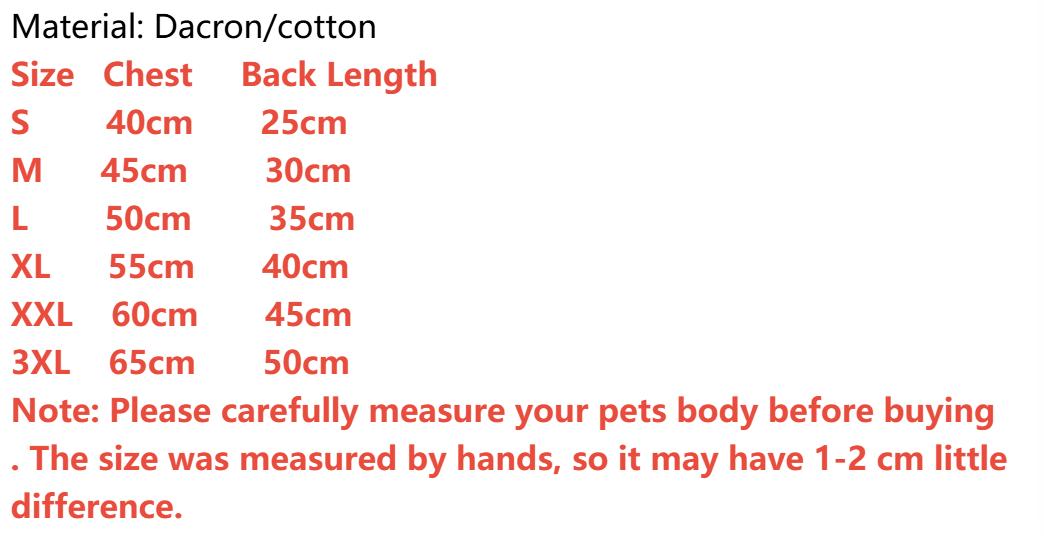 Material: Dacron/cotton
Size Chest Back Length
S 40cm 25cm
M 45cm 30cm
L 50cm 35cm
XL 55cm 40cm
XXL 60cm 45cm
3XL 65cm 50cm
Note: Please carefully measure your pets body before buying
. The size was measured by hands, so it may have 1-2 cm little
difference.